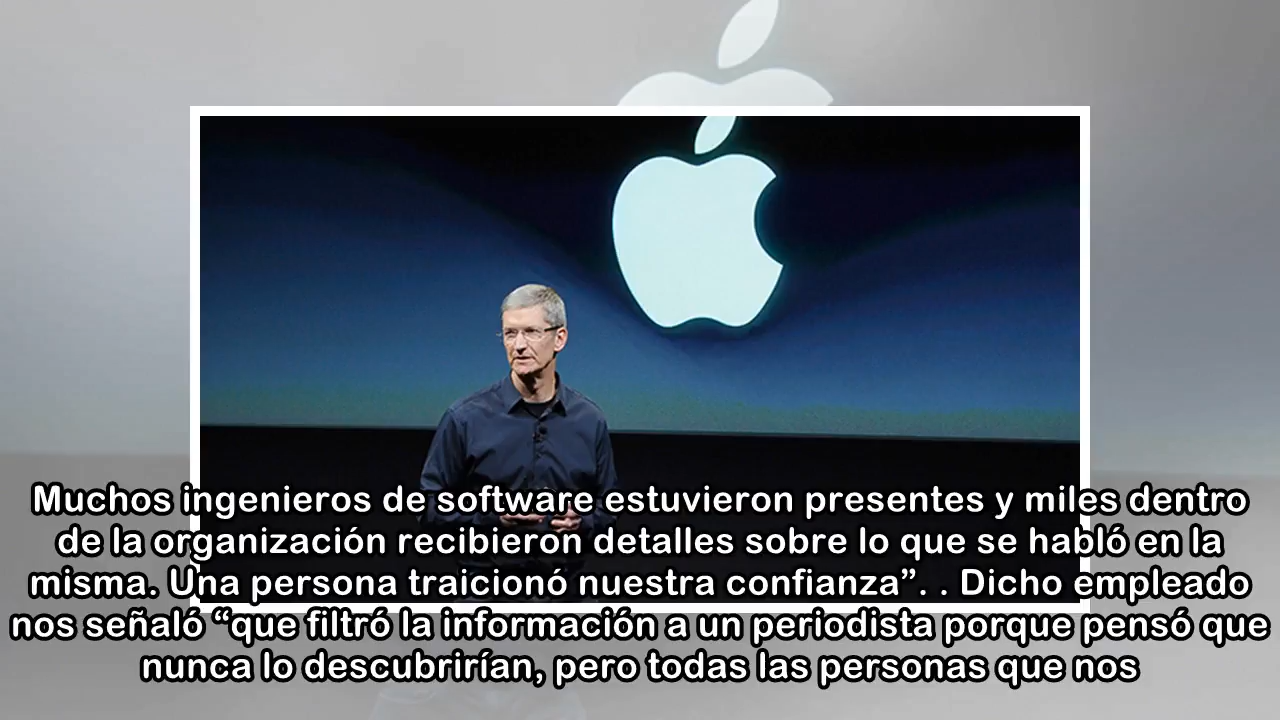 Muchos ingenieros de software estuvieron presentes y miles dentro
de la organización recibieron detalles sobre lo que se habló en la
misma. Una persona traicionó nuestra confianza”. . Dicho empleado
nos señaló “que filtró la información a un periodista porque pensó que
nunca lo descubrirían, pero todas las personas que nos